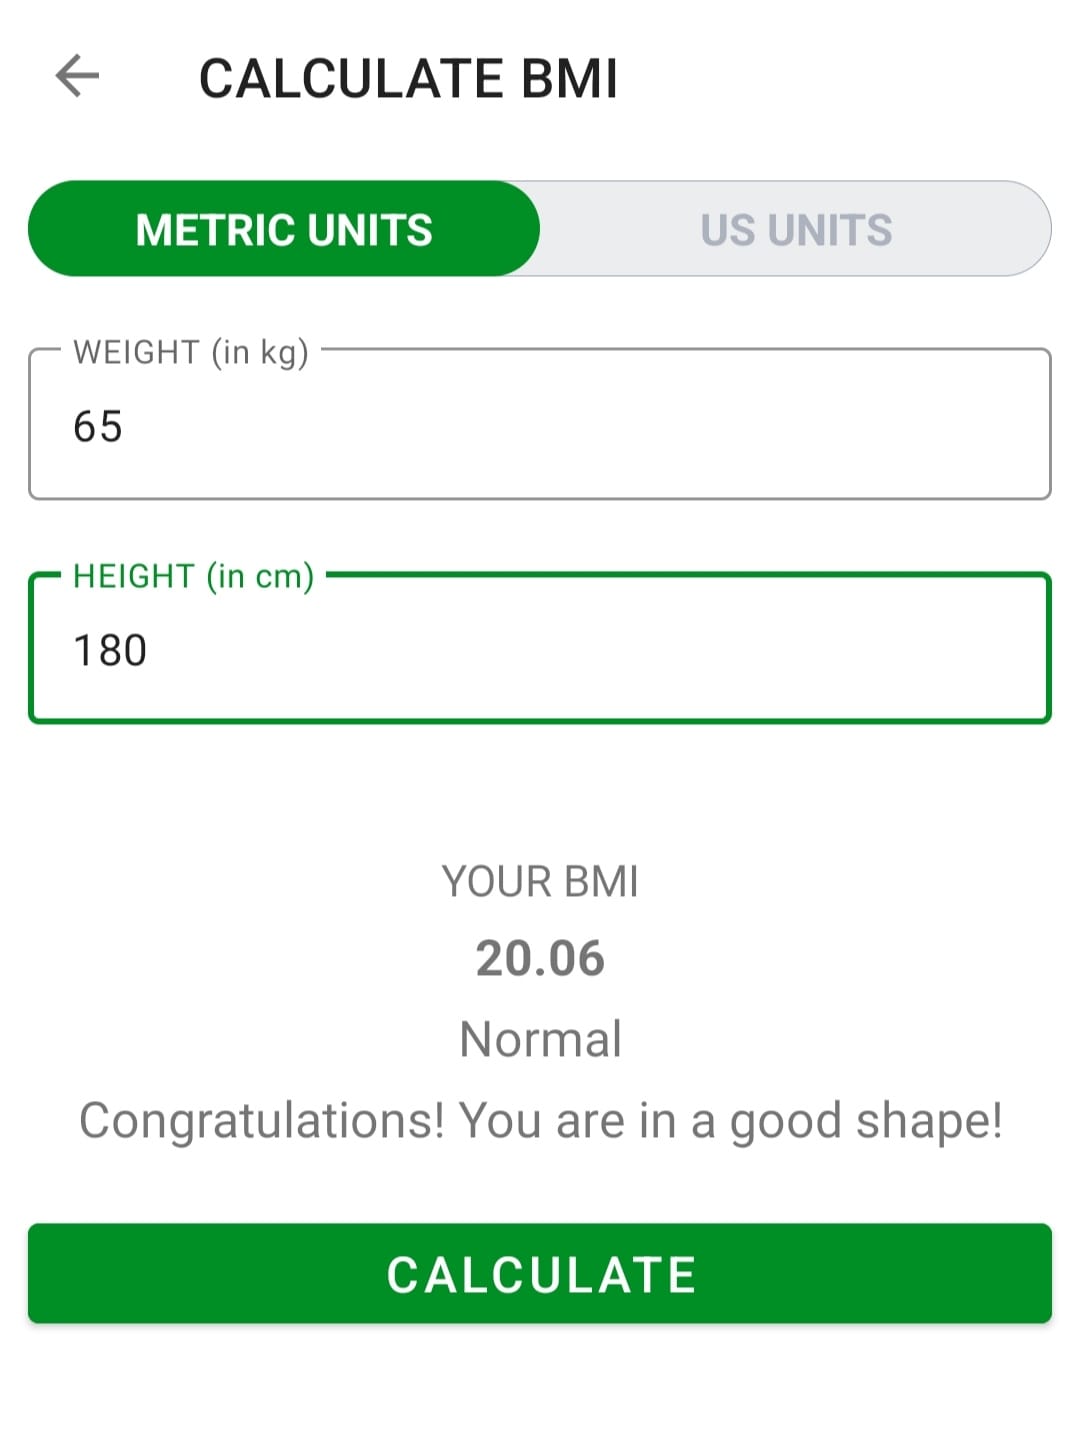 CALCULATE BMI
METRIC UNITS US UNITS
WEIGHT (in kg)
65
HEIGHT (in cm)
180
YOUR BMI
20.06
Normal
Congratulations! You are in a good shape!
CALCULATE